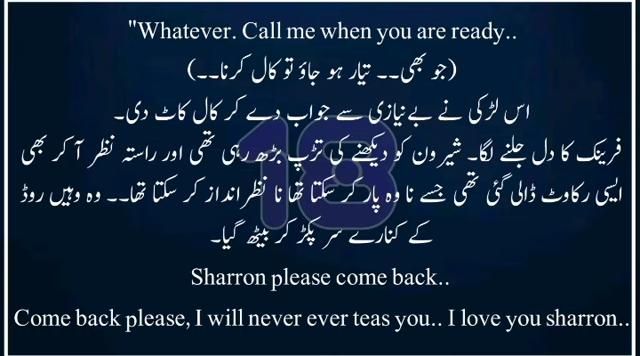 "Whatever. Call me when you are ready..
(جو بھی۔۔ تیار ہو جاؤ تو کال کرنا۔۔)
اس لڑکی نے بے نیازی سے جواب دے کر کال کاٹ دی۔
فرینک کا دل جلنے لگا۔ شیرون کو دیکھنے کی تڑپ بڑھ رہی تھی اور راستہ نظر آ کر بھی
ایسی رکاوٹ ڈالی گئی تھی جسے نا وہ پار کر سکتا تھا نا نظر انداز کر سکتا تھا۔۔ وہ وہیں روڈ
کے کنارے سر پکڑ کر بیٹھ گیا۔
18
Sharron please come back..
Come back please, I will never ever teas you.. I love you sharron..